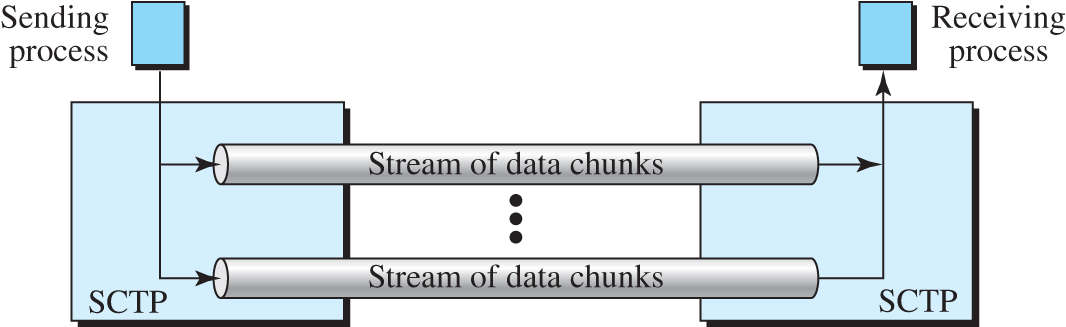 Sending
process
Receiving
process
Stream of data chunks
Stream of data chunks
SCTP
SCTP